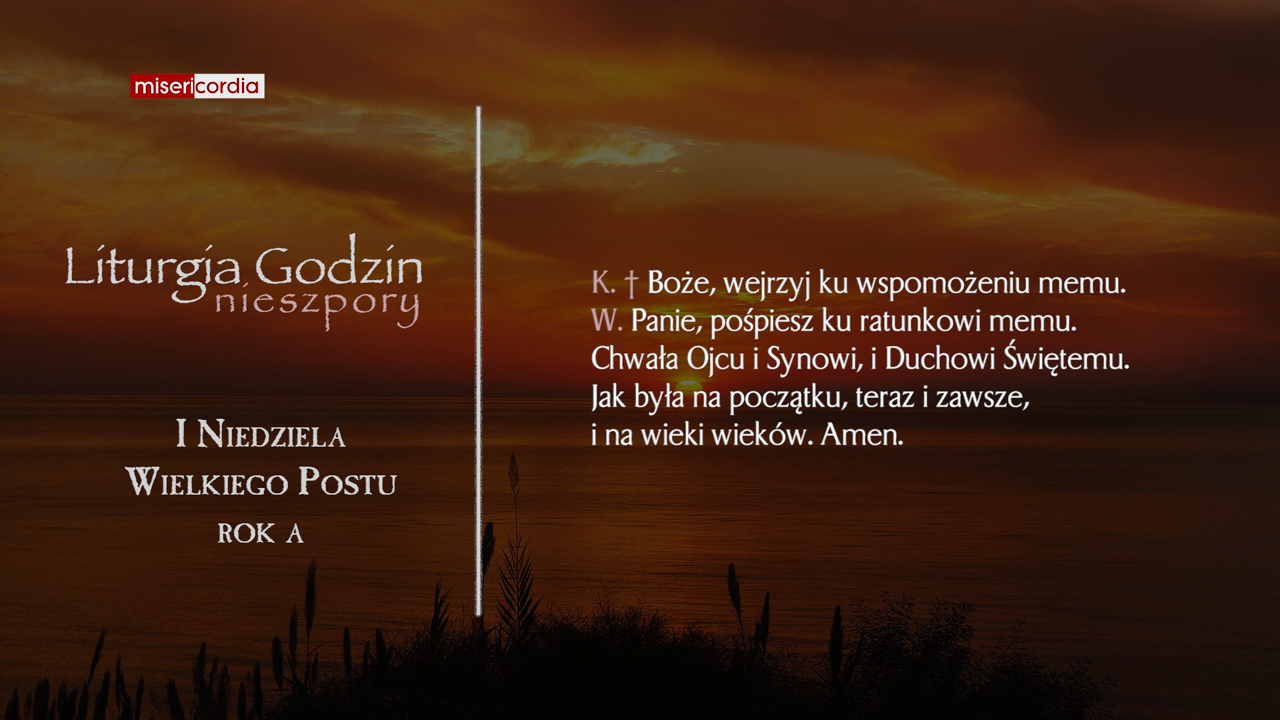 misericordia
Liturgia Godzin
nieszpory
I Niedziela
Wielkiego Postu
rok a
K. † Boże, wejrzyj ku wspomożeniu memu.
W. Panie, pośpiesz ku ratunkowi memu.
Chwała Ojcu i Synowi, i Duchowi Świętemu.
Jak była na początku, teraz i zawsze,
i na wieki wieków. Amen.